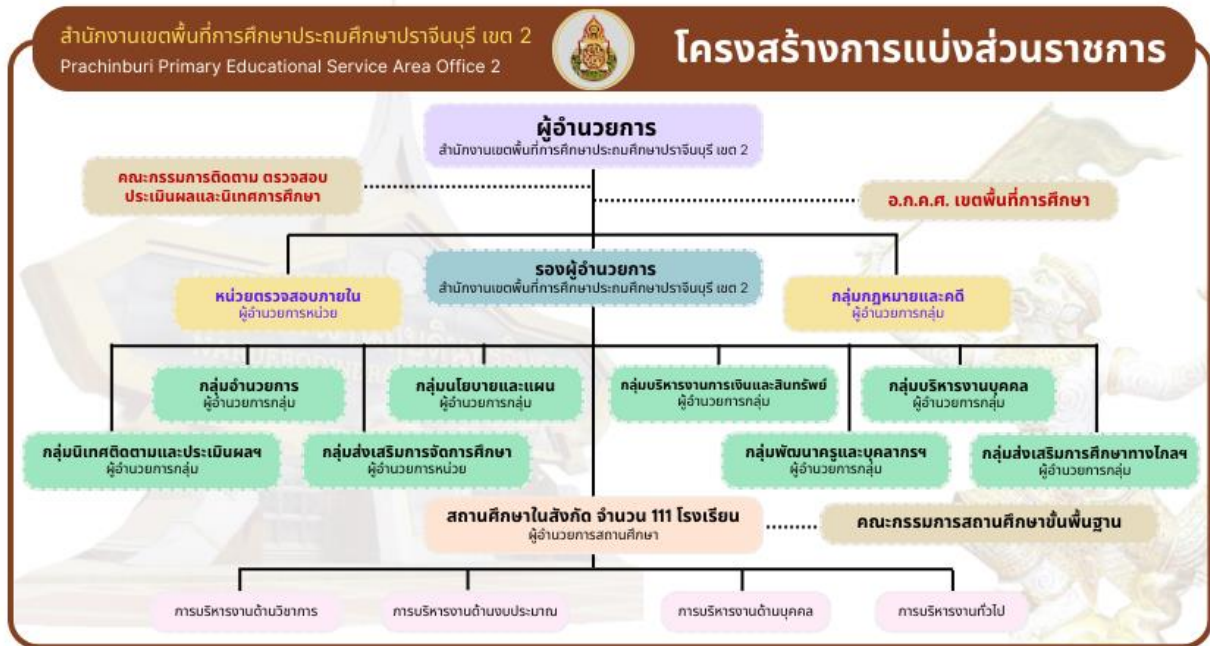 สำนักงานเขตพื้นที่การศึกษาประถมศึกษาปราจีนบุรี เขต 2
Prachinburi Primary Educational Service Area Office 2
โครงสร้างการแบ่งส่วนราชการ
ผู้อำนวยการ
สำนักงานเขตพื้นที่การศึกษาประถมศึกษาปราจีนบุรี เขต 2
คณะกรรมการติดตาม ตรวจสอบ
ประเมินผลและนิเทศการศึกษา
อ.ก.ค.ศ. เขตพื้นที่การศึกษา
รองผู้อำนวยการ
สำนักงานเขตพื้นที่การศึกษาประถมศึกษาปราจีนบุรี เขต 2
หน่วยตรวจสอบภายใน
ผู้อำนวยการหน่วย
กลุ่มกฎหมายและคดี
ผู้อำนวยการกลุ่ม
กลุ่มอำนวยการ
ผู้อำนวยการกลุ่ม
กลุ่มนโยบายและแผน
ผู้อำนวยการกลุ่ม
กลุ่มบริหารงานการเงินและสินทรัพย์
ผู้อำนวยการกลุ่ม
กลุ่มบริหารงานบุคคล
ผู้อำนวยการกลุ่ม
กลุ่มนิเทศติดตามและประเมินผลฯ
ผู้อำนวยการกลุ่ม
กลุ่มส่งเสริมการจัดการศึกษา
ผู้อำนวยการหน่วย
กลุ่มพัฒนาครูและบุคลากรฯ
ผู้อำนวยการกลุ่ม
กลุ่มส่งเสริมการศึกษาทางไกลฯ
ผู้อำนวยการกลุ่ม
สถานศึกษาในสังกัด จำนวน 111 โรงเรียน
ผู้อำนวยการสถานศึกษา
คณะกรรมการสถานศึกษาขั้นพื้นฐาน
การบริหารงานด้านวิชาการ
การบริหารงานด้านงบประมาณ
การบริหารงานด้านบุคคล
การบริหารงานทั่วไป